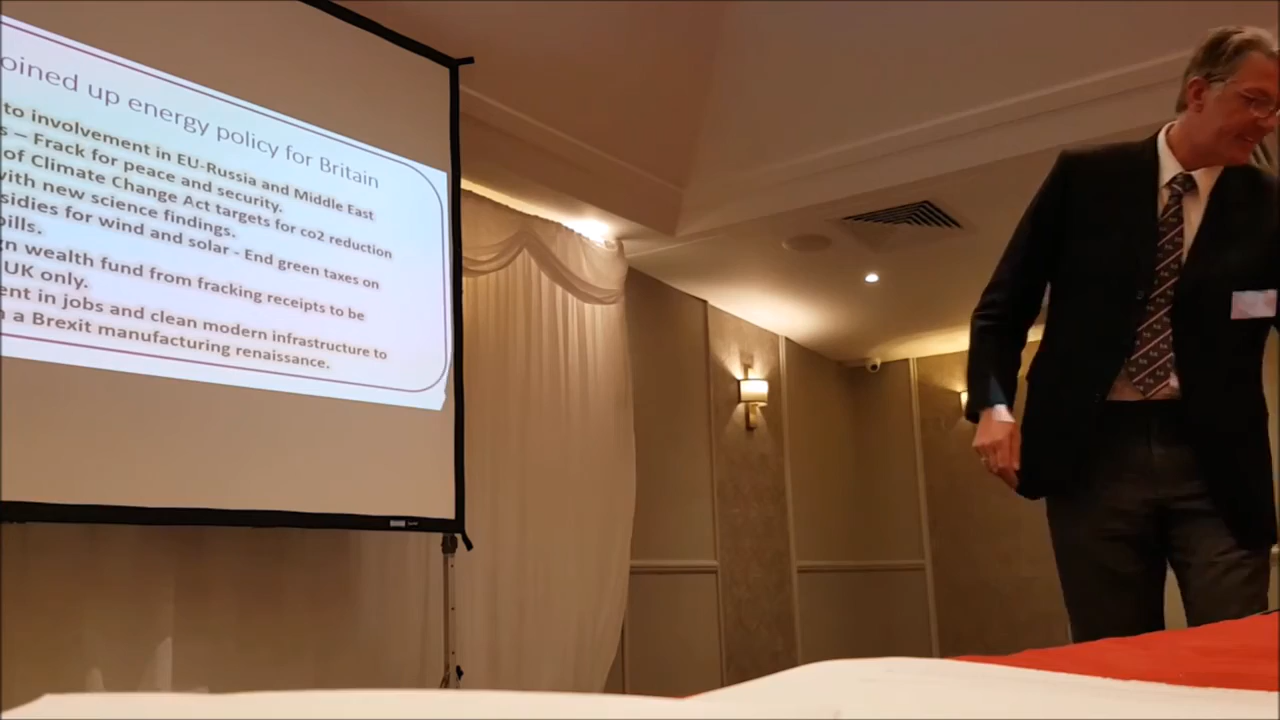 oined up energy policy for Britain
to involvement in EU-Russia and Middle East
s – Frack for peace and security.
of Climate Change Act targets for co2 reduction
with new science findings.
sidies for wind and solar - End green taxes on
bills.
gn wealth fund from fracking receipts to be
UK only.
ent in jobs and clean modern infrastructure to
a Brexit manufacturing renaissance.